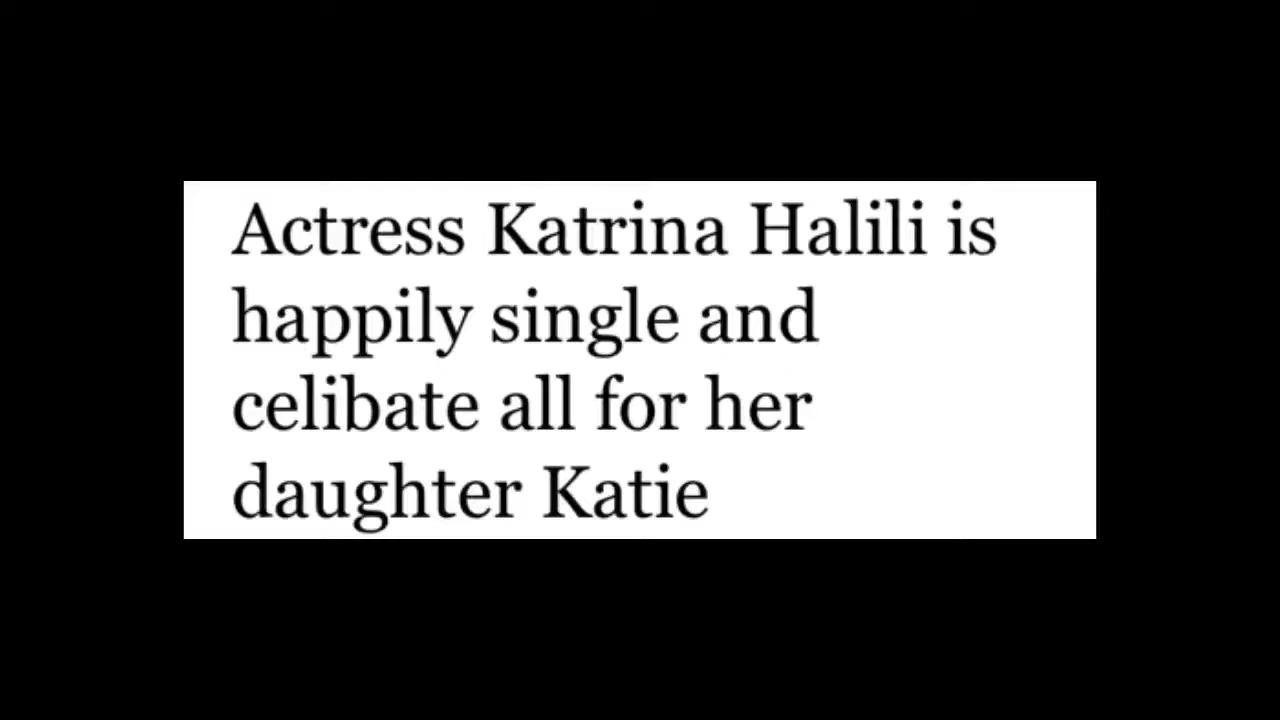 Actress Katrina Halili is
happily single and
celibate all for her
daughter Katie